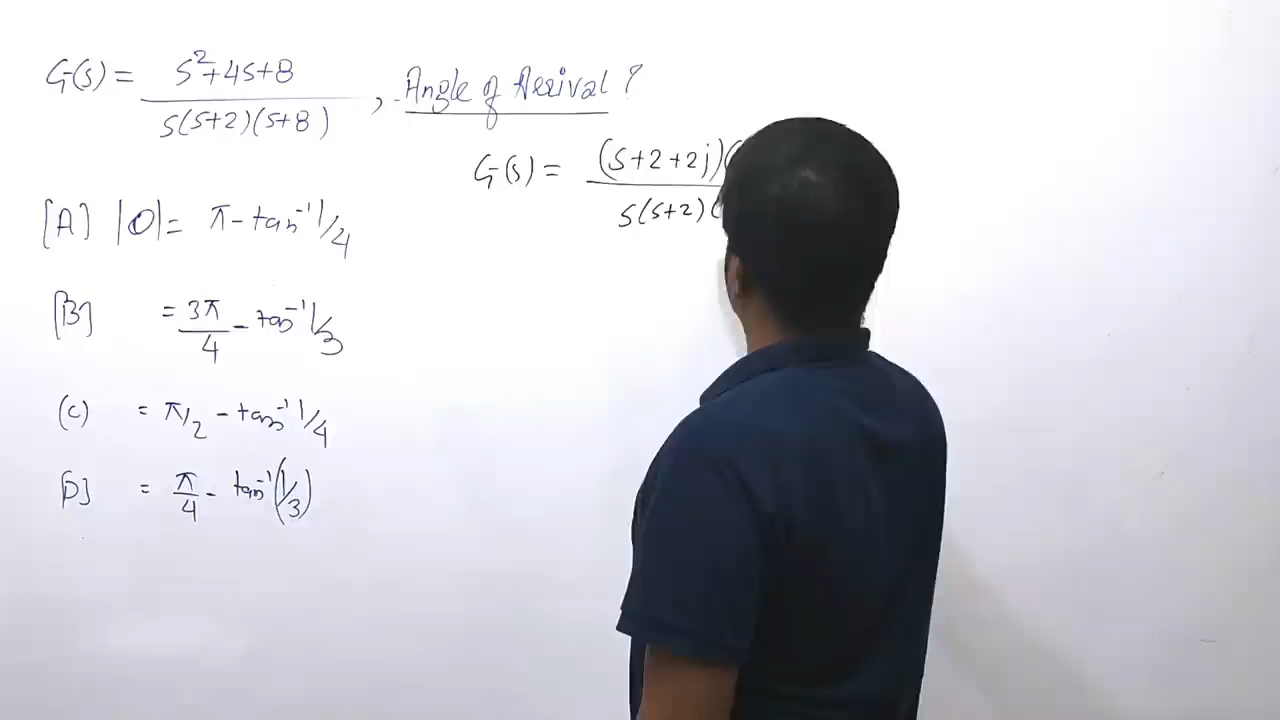 G(s) = s²+4s+8 / s(s+2)(s+8) , Angle of Arrival ?
G(s) = (s+2+2j)( / s(s+2)(
[A] |Ø| = π - tan⁻¹ 1/4
[B] = 3π/4 - tan⁻¹ 1/3
(C) = π/2 - tan⁻¹ 1/4
[D] = π/4 - tan⁻¹(1/3)